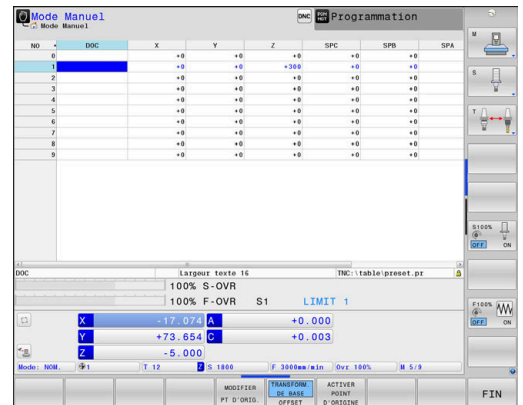 Mode Manuel
Mode Manuel
DNC
Programmation
NO DOC X Y Z SPC SPB SPA
0 +0 +0 +0 +0 +0
1 +0 +0 +300 +0 +0
2 +0 +0 +0 +0 +0
3 +0 +0 +0 +0 +0
4 +0 +0 +0 +0 +0
5 +0 +0 +0 +0 +0
6 +0 +0 +0 +0 +0
7 +0 +0 +0 +0 +0
8 +0 +0 +0 +0 +0
9 +0 +0 +0 +0 +0
M
S
T
S100%
OFF ON
DOC Largeur texte 16 TNC:\table\preset.pr
100% S-OVR
100% F-OVR S1 LIMIT 1
F100%
OFF ON
X -17.074 A +0.000
Y +73.654 C +0.003
Z -5.000
Mode: NOM. 1 T 12 Z S 1800 F 3000mm/min Ovr 100% M 5/9
MODIFIER
PT D'ORIG.
TRANSFORM.
DE BASE
OFFSET
ACTIVER
POINT
D'ORIGINE
FIN